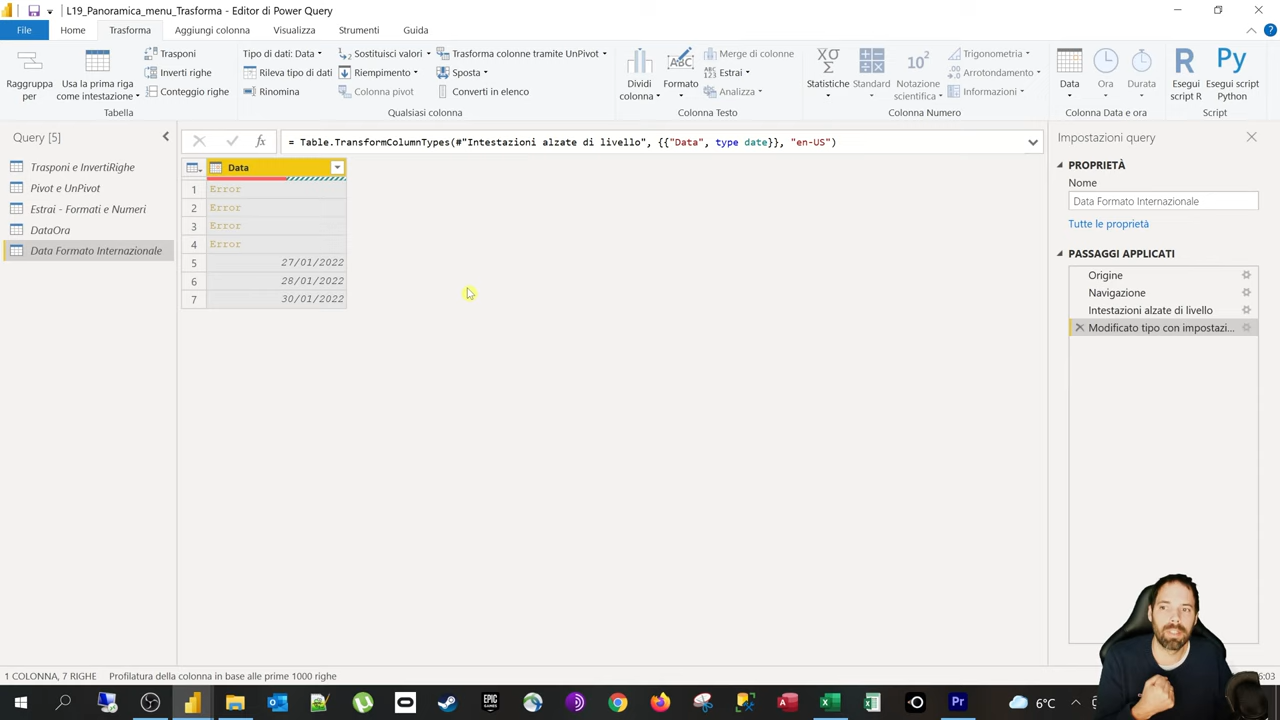 L19_Panoramica_menu_Trasforma - Editor di Power Query
File
Home
Trasforma
Aggiungi colonna
Visualizza
Strumenti
Guida
Raggruppa per
Usa la prima riga come intestazione
Trasponi
Inverti righe
Conteggio righe
Tabella
Tipo di dati: Data
Rileva tipo di dati
Rinomina
Sostituisci valori
Riempimento
Colonna pivot
Trasforma colonne tramite UnPivot
Sposta
Converti in elenco
Qualsiasi colonna
Dividi colonna
ABC
Formato
Merge di colonne
Estrai
Analizza
Colonna Testo
Statistiche
Standard
10²
Notazione scientifica
Trigonometria
Arrotondamento
Informazioni
Colonna Numero
Data
Ora
Durata
Colonna Data e ora
R
Esegui script R
Py
Esegui script Python
Script
Query [5]
Trasponi e InvertiRighe
Pivot e UnPivot
Estrai - Formati e Numeri
DataOra
Data Formato Internazionale
fx
= Table.TransformColumnTypes(#"Intestazioni alzate di livello", {{"Data", type date}}, "en-US")
Data
1 Error
2 Error
3 Error
4 Error
5 27/01/2022
6 28/01/2022
7 30/01/2022
Impostazioni query
PROPRIETÀ
Nome
Data Formato Internazionale
Tutte le proprietà
PASSAGGI APPLICATI
Origine
Navigazione
Intestazioni alzate di livello
Modificato tipo con impostazi...
1 COLONNA, 7 RIGHE
Profilatura della colonna in base alle prime 1000 righe
EPIC
Pr
6°C